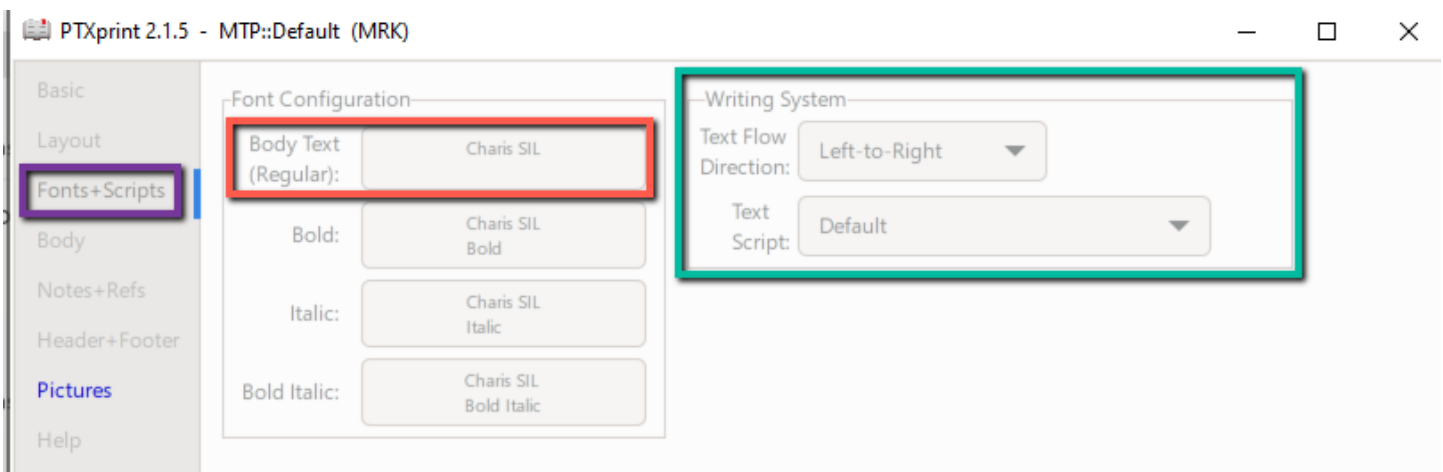 PTXprint 2.1.5 - MTP::Default (MRK)
Basic
Layout
Fonts+Scripts
Body
Notes+Refs
Header+Footer
Pictures
Help
Font Configuration
Body Text
(Regular):
Charis SIL
Bold:
Charis SIL
Bold
Italic:
Charis SIL
Italic
Bold Italic:
Charis SIL
Bold Italic
Writing System
Text Flow
Direction:
Left-to-Right
Text
Script:
Default